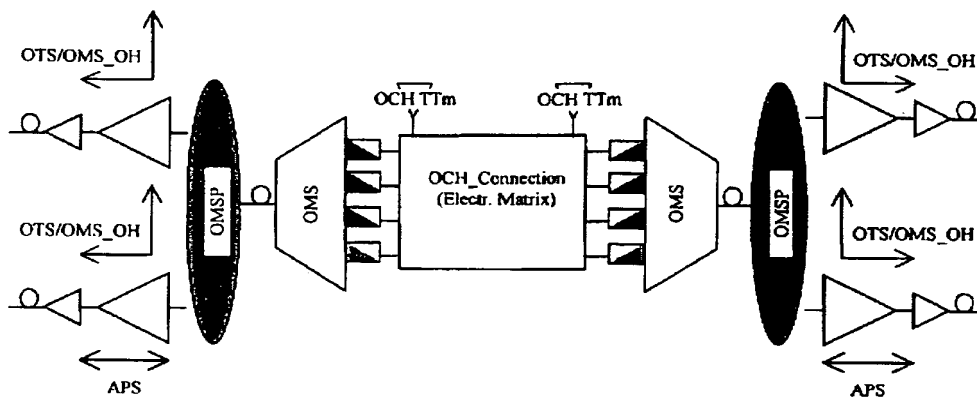 OTS/OMS_OH
OTS/OMS_OH
OCH TTm
OCH TTm
OMSP
OMS
OCH_Connection
(Electr. Matrix)
OMS
OMSP
OTS/OMS_OH
OTS/OMS_OH
APS
APS